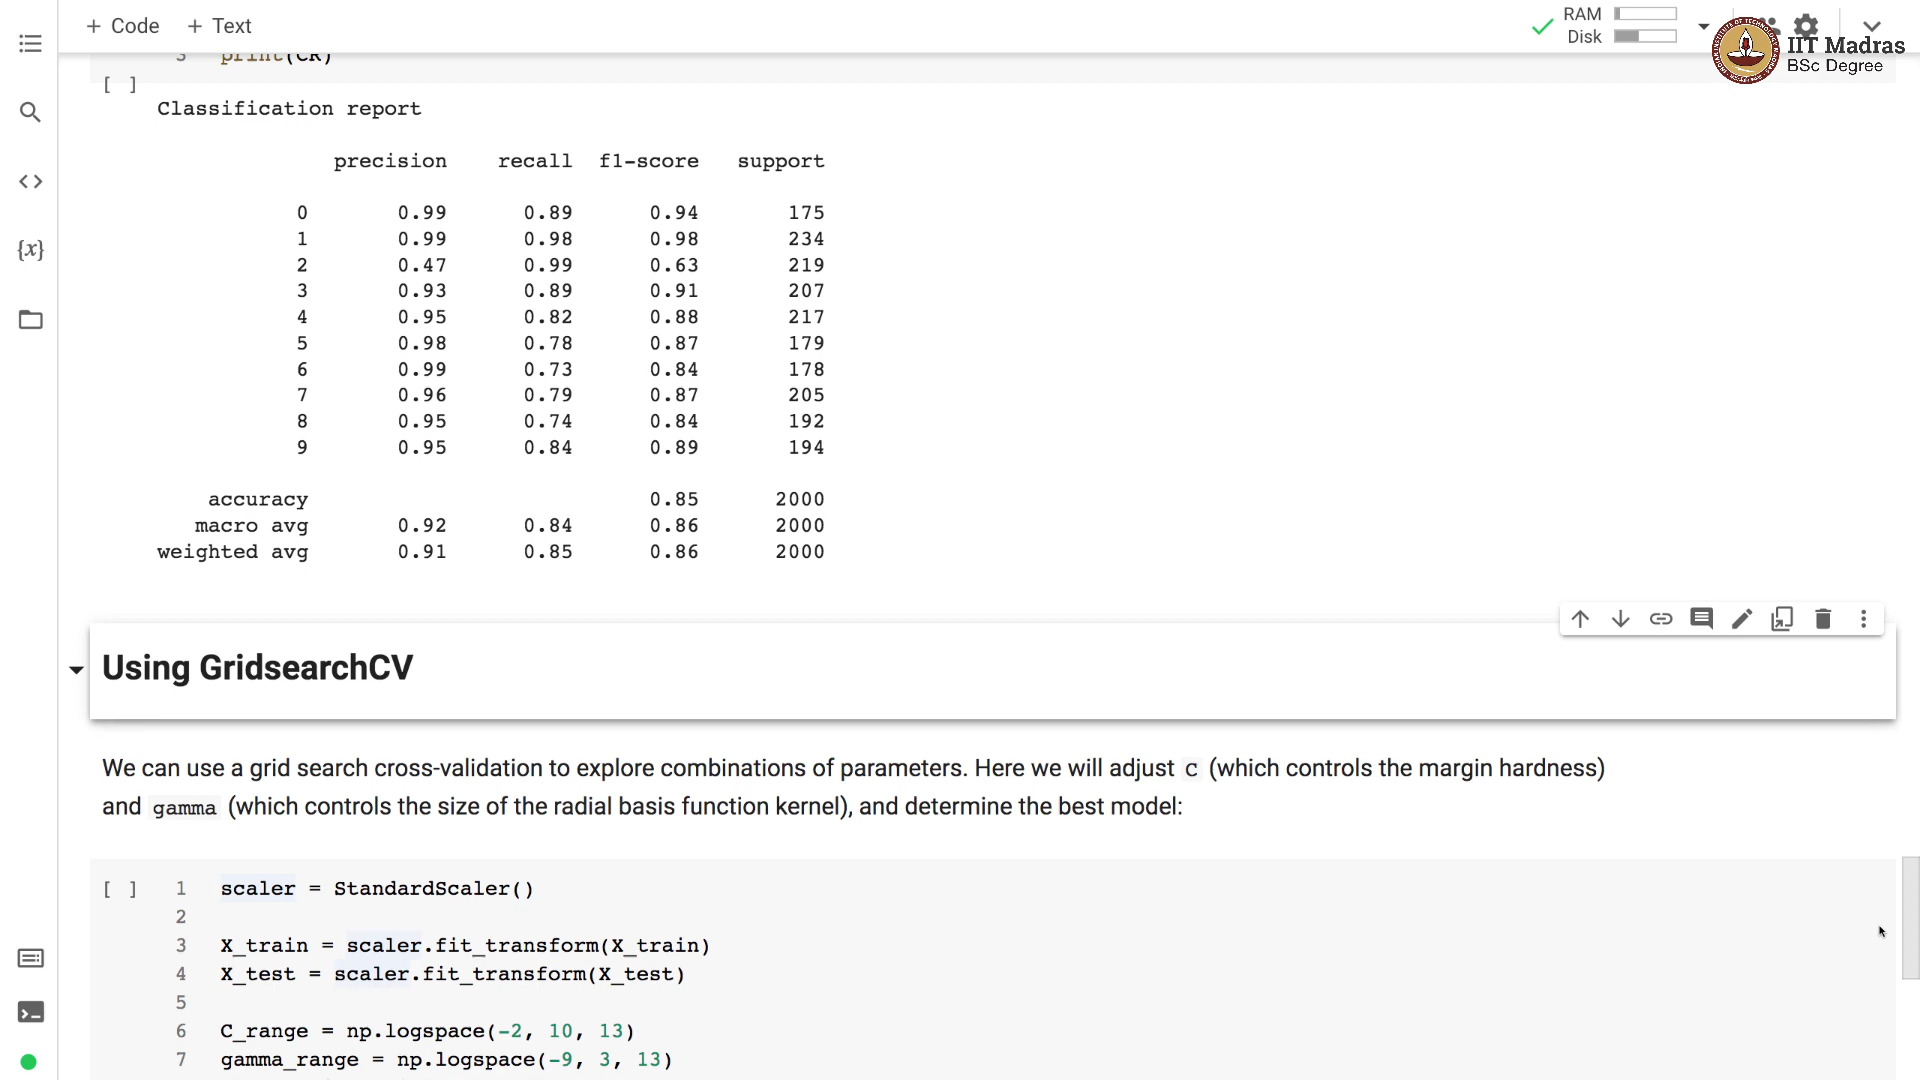 + Code + Text
RAM
Disk
IIT Madras
BSc Degree
3 print(CR)
[ ]
Classification report
precision recall f1-score support
0 0.99 0.89 0.94 175
1 0.99 0.98 0.98 234
2 0.47 0.99 0.63 219
3 0.93 0.89 0.91 207
4 0.95 0.82 0.88 217
5 0.98 0.78 0.87 179
6 0.99 0.73 0.84 178
7 0.96 0.79 0.87 205
8 0.95 0.74 0.84 192
9 0.95 0.84 0.89 194
accuracy 0.85 2000
macro avg 0.92 0.84 0.86 2000
weighted avg 0.91 0.85 0.86 2000
Using GridsearchCV
We can use a grid search cross-validation to explore combinations of parameters. Here we will adjust C (which controls the margin hardness)
and gamma (which controls the size of the radial basis function kernel), and determine the best model:
[ ] 1 scaler = StandardScaler()
2
3 X_train = scaler.fit_transform(X_train)
4 X_test = scaler.fit_transform(X_test)
5
6 C_range = np.logspace(-2, 10, 13)
7 gamma_range = np.logspace(-9, 3, 13)